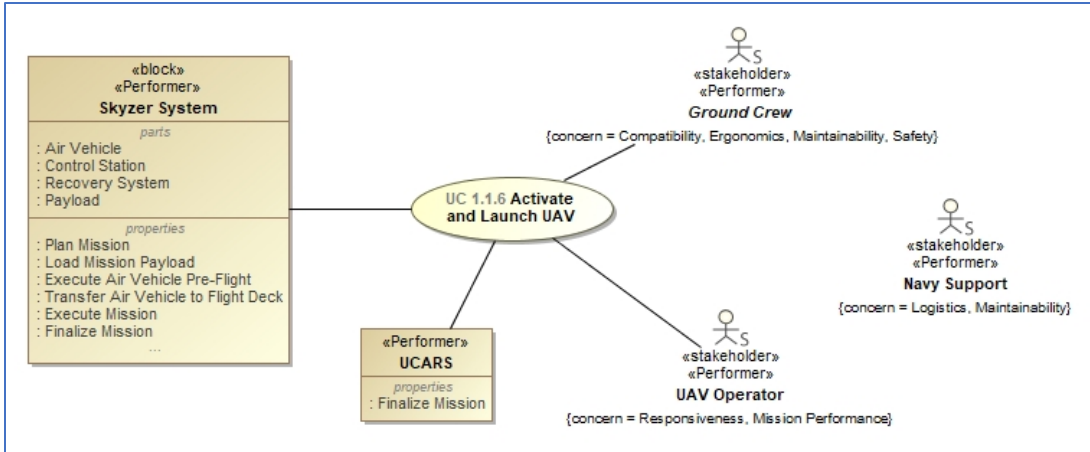 «block»
«Performer»
Skyzer System
parts
: Air Vehicle
: Control Station
: Recovery System
: Payload
properties
: Plan Mission
: Load Mission Payload
: Execute Air Vehicle Pre-Flight
: Transfer Air Vehicle to Flight Deck
: Execute Mission
: Finalize Mission
...
UC 1.1.6 Activate
and Launch UAV
«Performer»
UCARS
properties
: Finalize Mission
S
«stakeholder»
«Performer»
Ground Crew
{concern = Compatibility, Ergonomics, Maintainability, Safety}
S
«stakeholder»
«Performer»
Navy Support
{concern = Logistics, Maintainability}
S
«stakeholder»
«Performer»
UAV Operator
{concern = Responsiveness, Mission Performance}